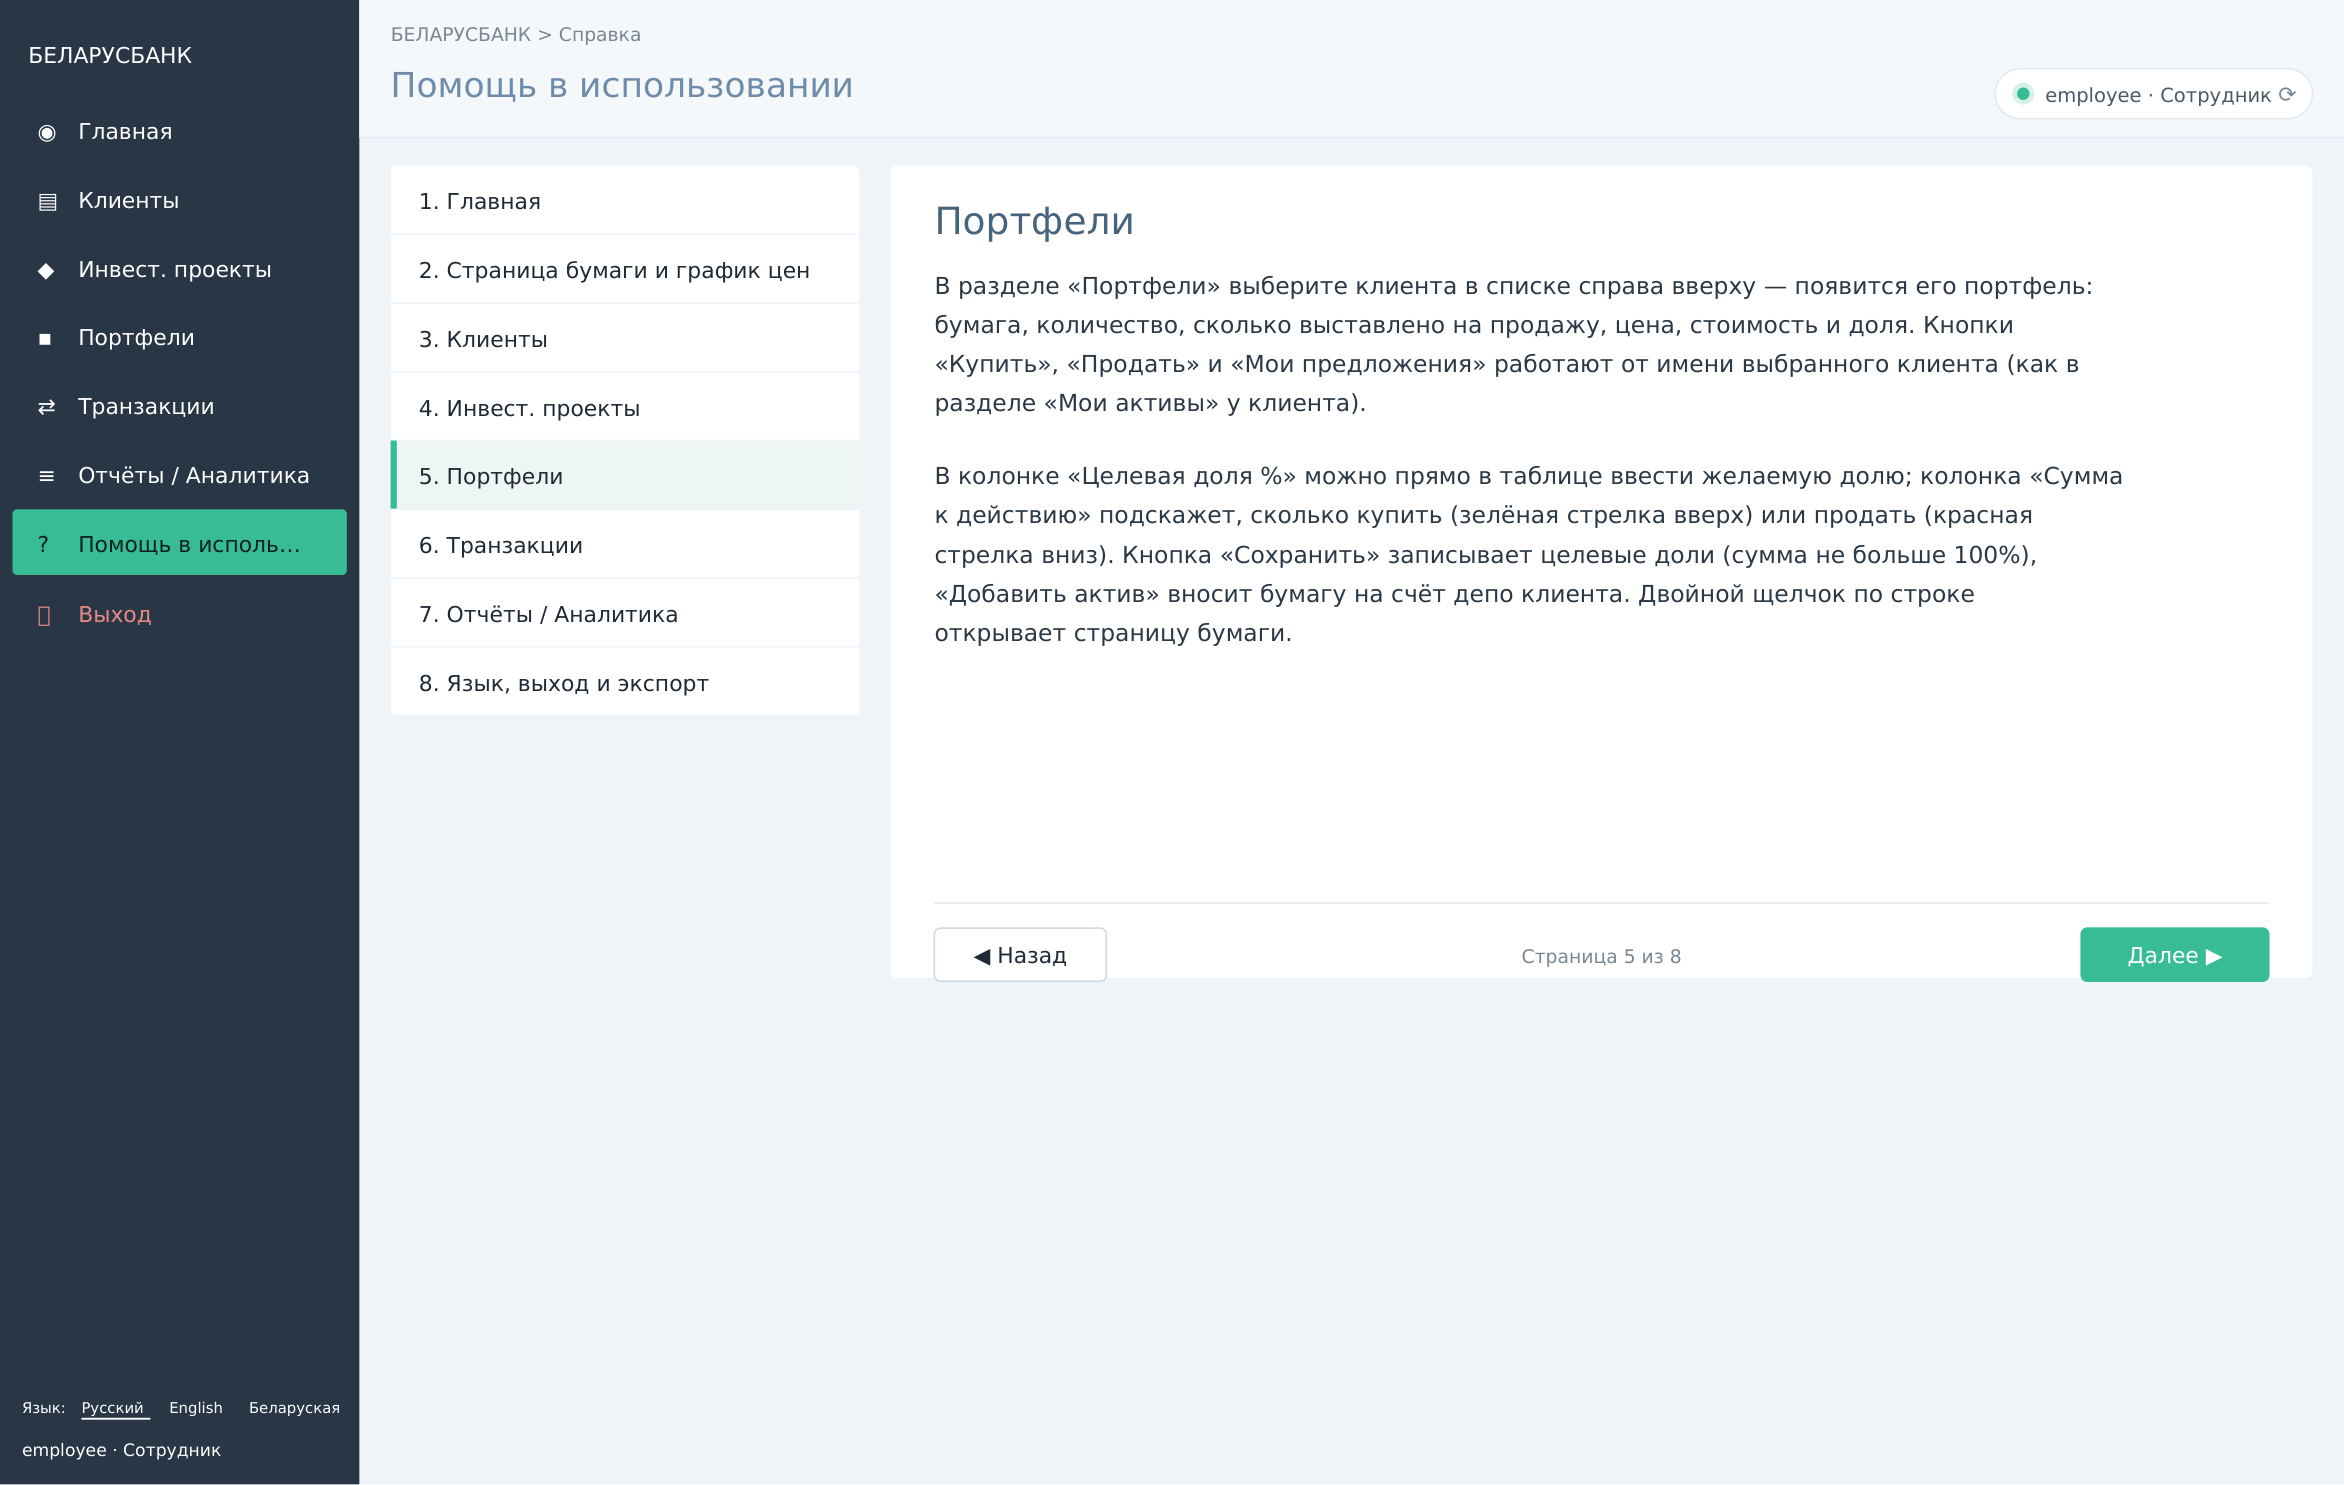 БЕЛАРУСБАНК
◉ Главная
▤ Клиенты
◆ Инвест. проекты
■ Портфели
⇄ Транзакции
≡ Отчёты / Аналитика
? Помощь в исполь...
Выход
Язык: Русский English Беларуская
employee · Сотрудник
БЕЛАРУСБАНК > Справка
Помощь в использовании
employee · Сотрудник ⟳
1. Главная
2. Страница бумаги и график цен
3. Клиенты
4. Инвест. проекты
5. Портфели
6. Транзакции
7. Отчёты / Аналитика
8. Язык, выход и экспорт
Портфели
В разделе «Портфели» выберите клиента в списке справа вверху — появится его портфель:
бумага, количество, сколько выставлено на продажу, цена, стоимость и доля. Кнопки
«Купить», «Продать» и «Мои предложения» работают от имени выбранного клиента (как в
разделе «Мои активы» у клиента).
В колонке «Целевая доля %» можно прямо в таблице ввести желаемую долю; колонка «Сумма
к действию» подскажет, сколько купить (зелёная стрелка вверх) или продать (красная
стрелка вниз). Кнопка «Сохранить» записывает целевые доли (сумма не больше 100%),
«Добавить актив» вносит бумагу на счёт депо клиента. Двойной щелчок по строке
открывает страницу бумаги.
◀ Назад
Страница 5 из 8
Далее ▶